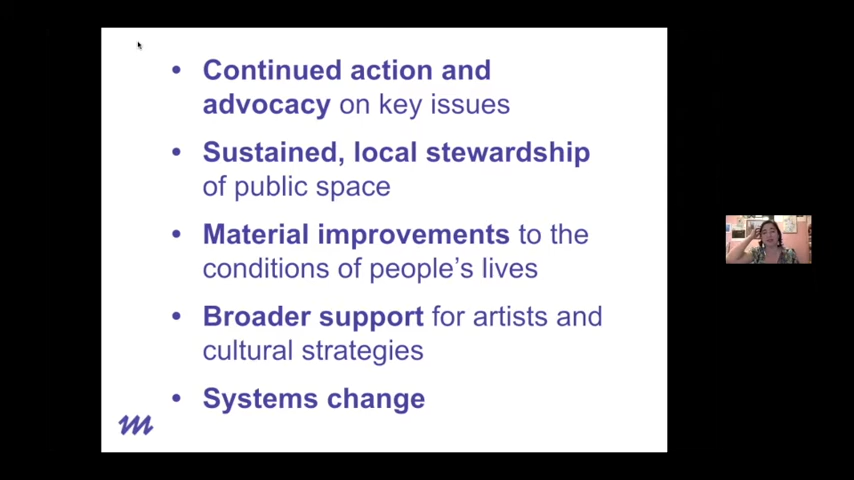 • Continued action and
advocacy on key issues
• Sustained, local stewardship
of public space
• Material improvements to the
conditions of people's lives
• Broader support for artists and
cultural strategies
• Systems change
m